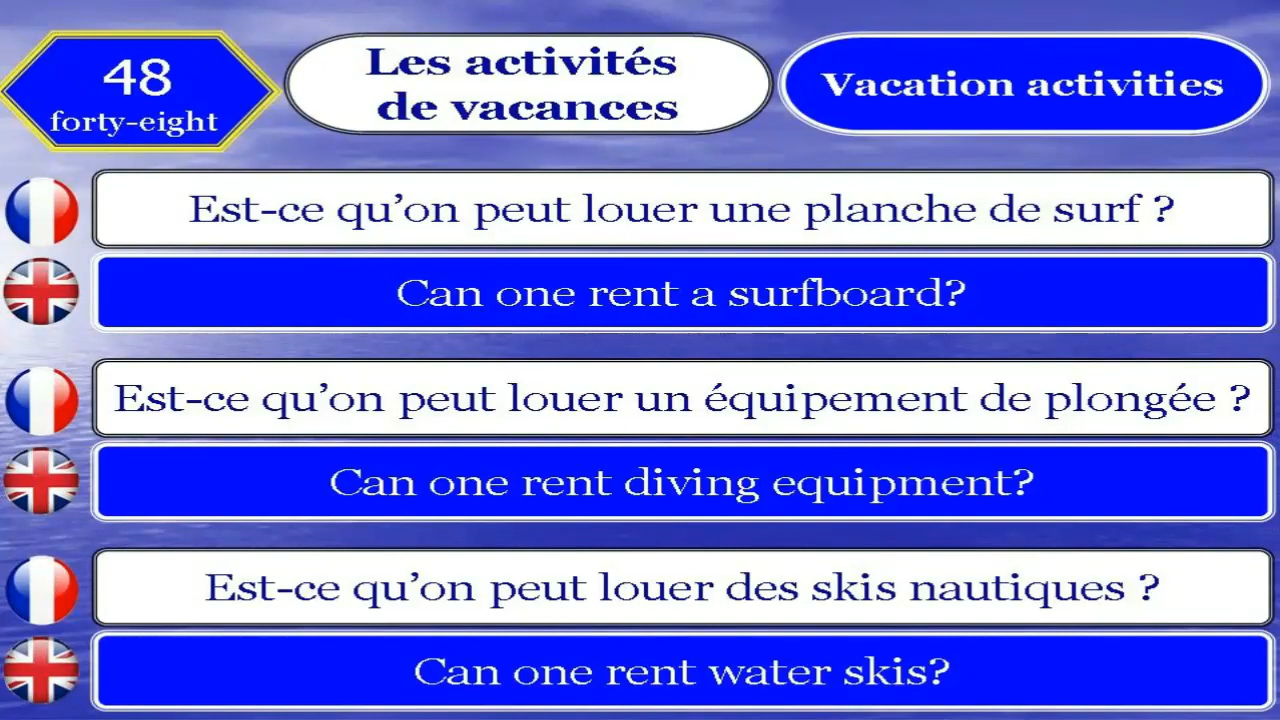 48
forty-eight
Les activités
de vacances
Vacation activities
Est-ce qu’on peut louer une planche de surf ?
Can one rent a surfboard?
Est-ce qu’on peut louer un équipement de plongée ?
Can one rent diving equipment?
Est-ce qu’on peut louer des skis nautiques ?
Can one rent water skis?